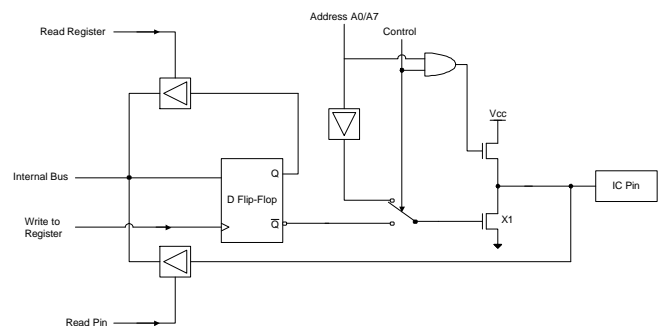 Address A0/A7
Read Register
Control
Vcc
Internal Bus
Q
D Flip-Flop
Q
IC Pin
X1
Write to
Register
Read Pin